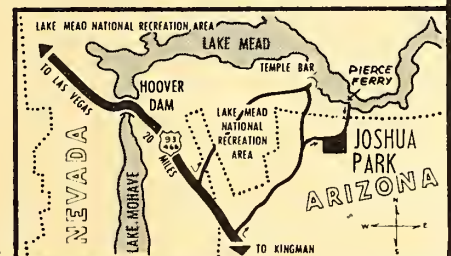 LAKE MEAD NATIONAL RECREATION AREA
LAKE MEAD
TEMPLE BAR
PIERCE
FERRY
TO LAS VEGAS
HOOVER
DAM
LAKE MEAD
NATIONAL
RECREATION
AREA
93
466
20
MILES
JOSHUA
PARK
ARIZONA
NEVADA
LAKE MOHAVE
N
W
E
S
TO KINGMAN